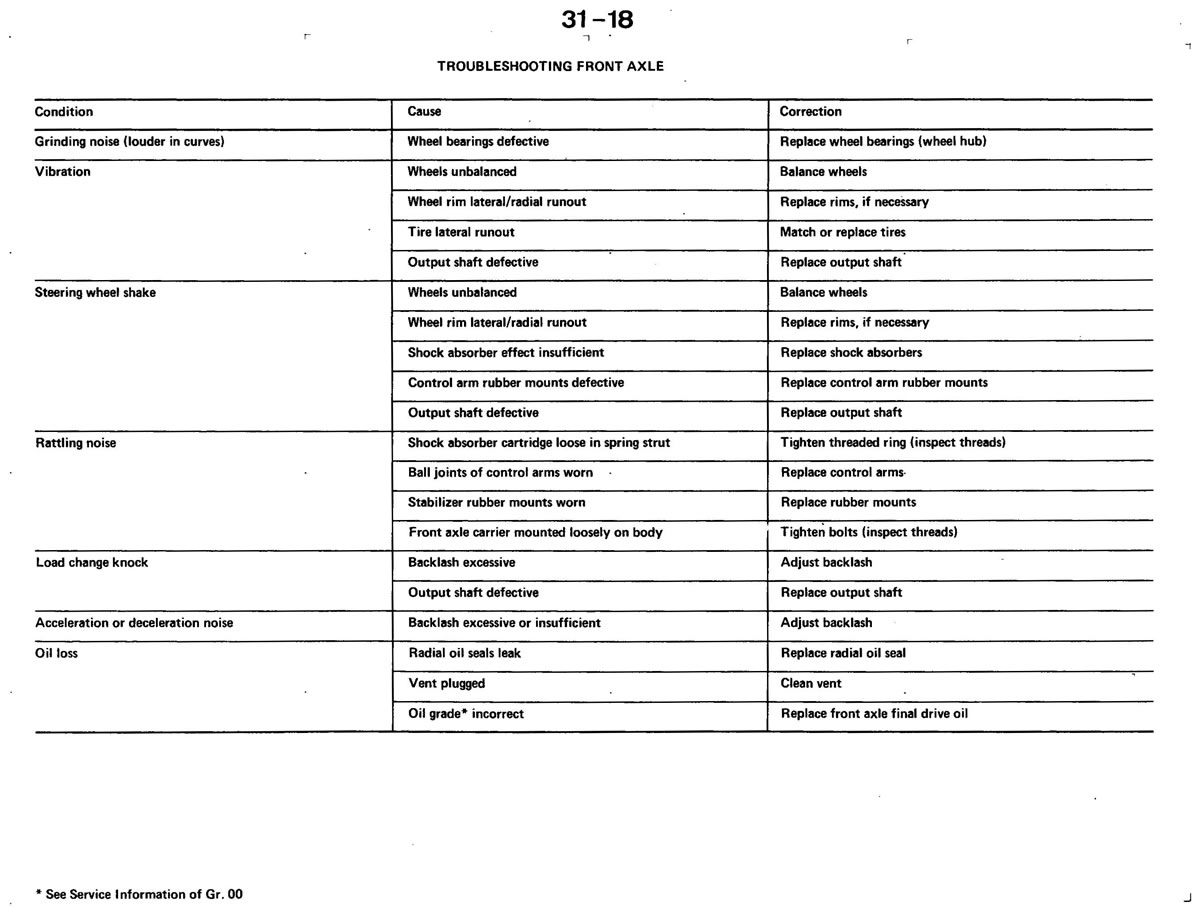 31-18
TROUBLESHOOTING FRONT AXLE
Condition Cause Correction
Grinding noise (louder in curves) Wheel bearings defective Replace wheel bearings (wheel hub)
Vibration Wheels unbalanced Balance wheels
Wheel rim lateral/radial runout Replace rims, if necessary
Tire lateral runout Match or replace tires
Output shaft defective Replace output shaft
Steering wheel shake Wheels unbalanced Balance wheels
Wheel rim lateral/radial runout Replace rims, if necessary
Shock absorber effect insufficient Replace shock absorbers
Control arm rubber mounts defective Replace control arm rubber mounts
Output shaft defective Replace output shaft
Rattling noise Shock absorber cartridge loose in spring strut Tighten threaded ring (inspect threads)
Ball joints of control arms worn Replace control arms
Stabilizer rubber mounts worn Replace rubber mounts
Front axle carrier mounted loosely on body Tighten bolts (inspect threads)
Load change knock Backlash excessive Adjust backlash
Output shaft defective Replace output shaft
Acceleration or deceleration noise Backlash excessive or insufficient Adjust backlash
Oil loss Radial oil seals leak Replace radial oil seal
Vent plugged Clean vent
Oil grade* incorrect Replace front axle final drive oil
* See Service Information of Gr. 00